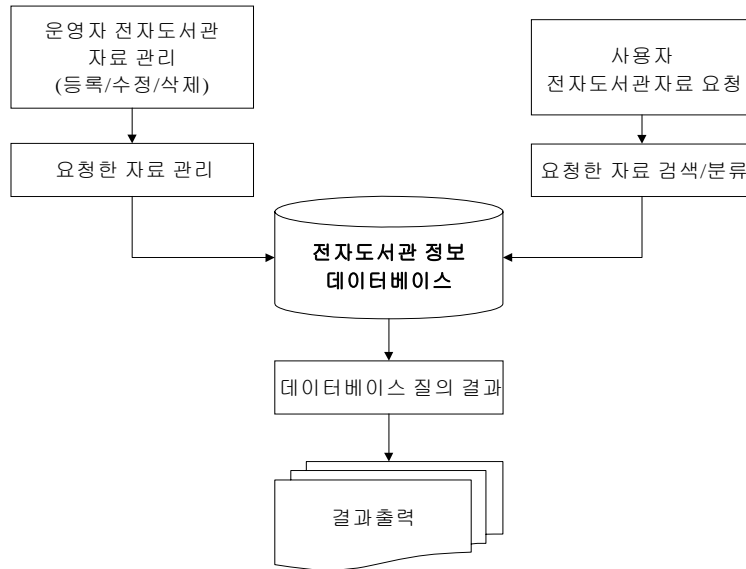 운영자 전자도서관
자료 관리
(등록/수정/삭제)
사용자
전자도서관자료 요청
요청한 자료 관리
요청한 자료 검색/분류
전자도서관 정보
데이터베이스
데이터베이스 질의 결과
결과출력